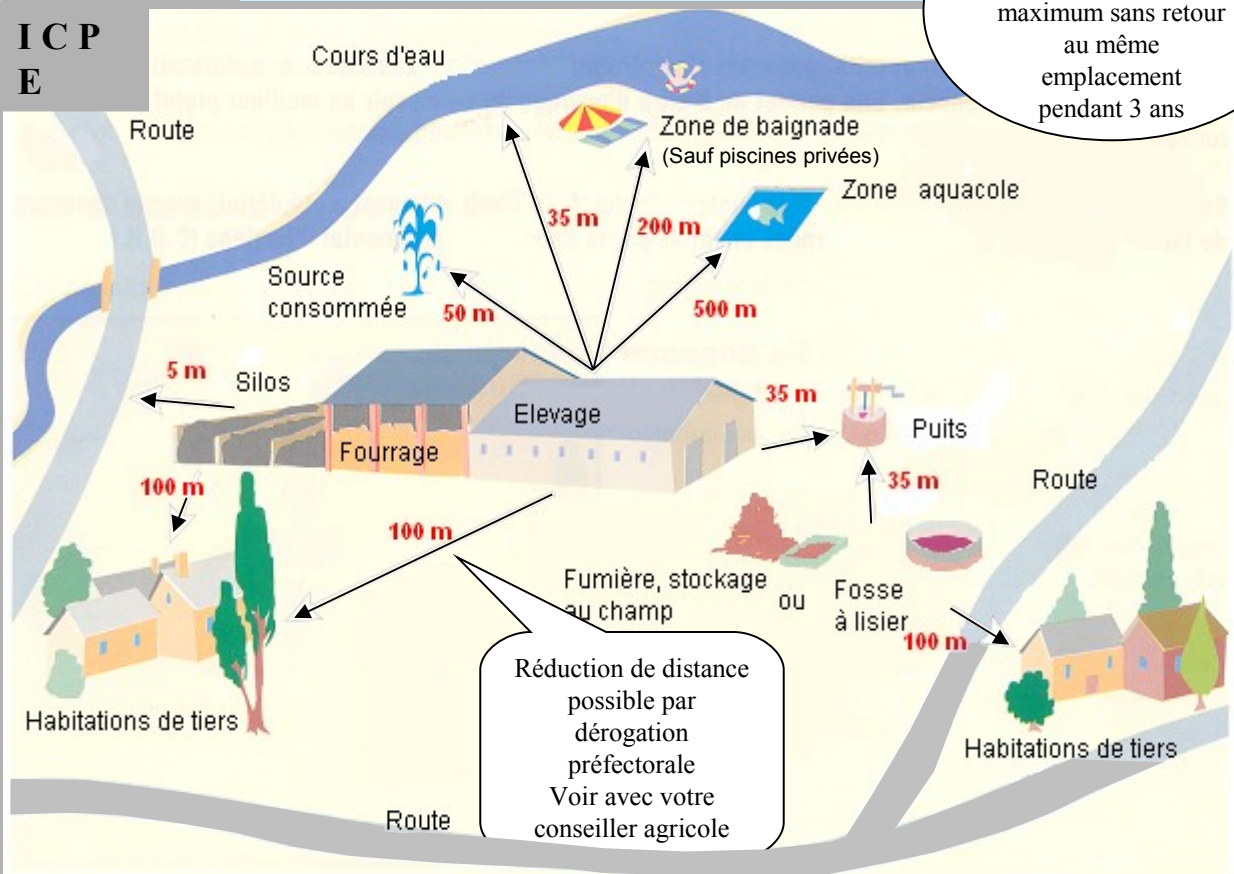 I C P
E
maximum sans retour
au même
emplacement
pendant 3 ans
Cours d'eau
Route
Zone de baignade
(Sauf piscines privées)
Zone aquacole
35 m
200 m
Source
consommée
50 m
500 m
5 m
Silos
Elevage
35 m
Fourrage
Puits
100 m
35 m
Route
100 m
Fumière, stockage
au champ
ou
Fosse
à lisier
100 m
Réduction de distance
possible par
dérogation
préfectorale
Voir avec votre
conseiller agricole
Habitations de tiers
Habitations de tiers
Route